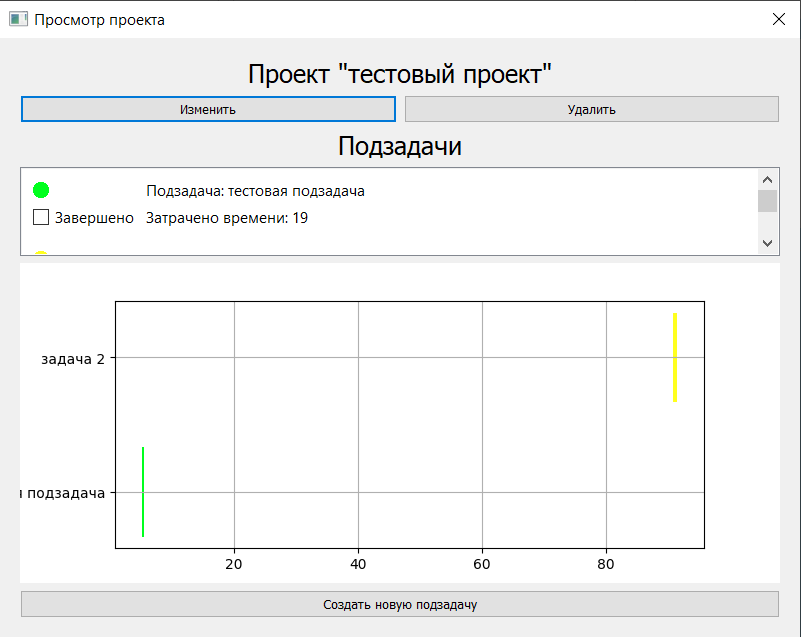 Просмотр проекта
Проект "тестовый проект"
Изменить
Удалить
Подзадачи
Подзадача: тестовая подзадача
Завершено
Затрачено времени: 19
задача 2
подзадача
20
40
60
80
Создать новую подзадачу